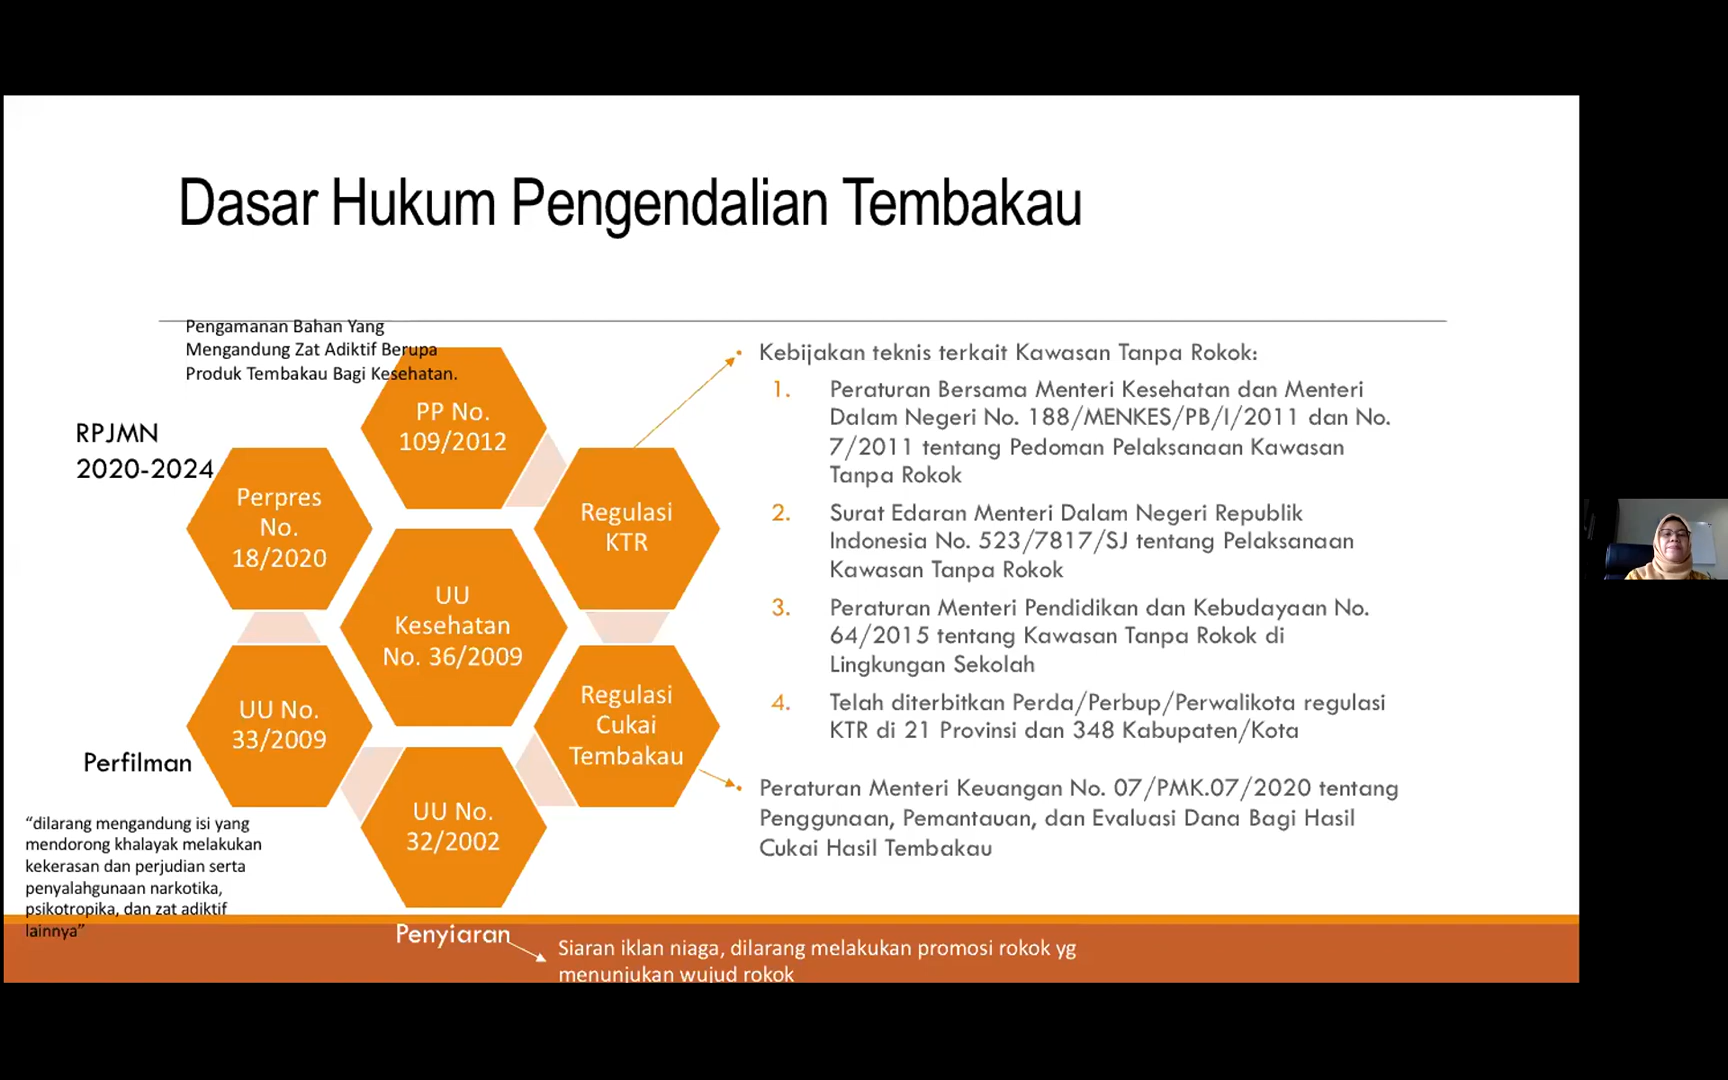 Dasar Hukum Pengendalian Tembakau
Pengamanan Bahan Yang
Mengandung Zat Adiktif Berupa
Produk Tembakau Bagi Kesehatan.
PP No.
109/2012
RPJMN
2020-2024
Perpres
No.
18/2020
Regulasi
KTR
UU
Kesehatan
No. 36/2009
UU No.
33/2009
Perfilman
Regulasi
Cukai
Tembakau
UU No.
32/2002
"dilarang mengandung isi yang
mendorong khalayak melakukan
kekerasan dan perjudian serta
penyalahgunaan narkotika,
psikotropika, dan zat adiktif
lainnya"
Penyiaran
Siaran iklan niaga, dilarang melakukan promosi rokok yg
menunjukan wujud rokok
• Kebijakan teknis terkait Kawasan Tanpa Rokok:
1. Peraturan Bersama Menteri Kesehatan dan Menteri
Dalam Negeri No. 188/MENKES/PB/I/2011 dan No.
7/2011 tentang Pedoman Pelaksanaan Kawasan
Tanpa Rokok
2. Surat Edaran Menteri Dalam Negeri Republik
Indonesia No. 523/7817/SJ tentang Pelaksanaan
Kawasan Tanpa Rokok
3. Peraturan Menteri Pendidikan dan Kebudayaan No.
64/2015 tentang Kawasan Tanpa Rokok di
Lingkungan Sekolah
4. Telah diterbitkan Perda/Perbup/Perwalikota regulasi
KTR di 21 Provinsi dan 348 Kabupaten/Kota
• Peraturan Menteri Keuangan No. 07/PMK.07/2020 tentang
Penggunaan, Pemantauan, dan Evaluasi Dana Bagi Hasil
Cukai Hasil Tembakau